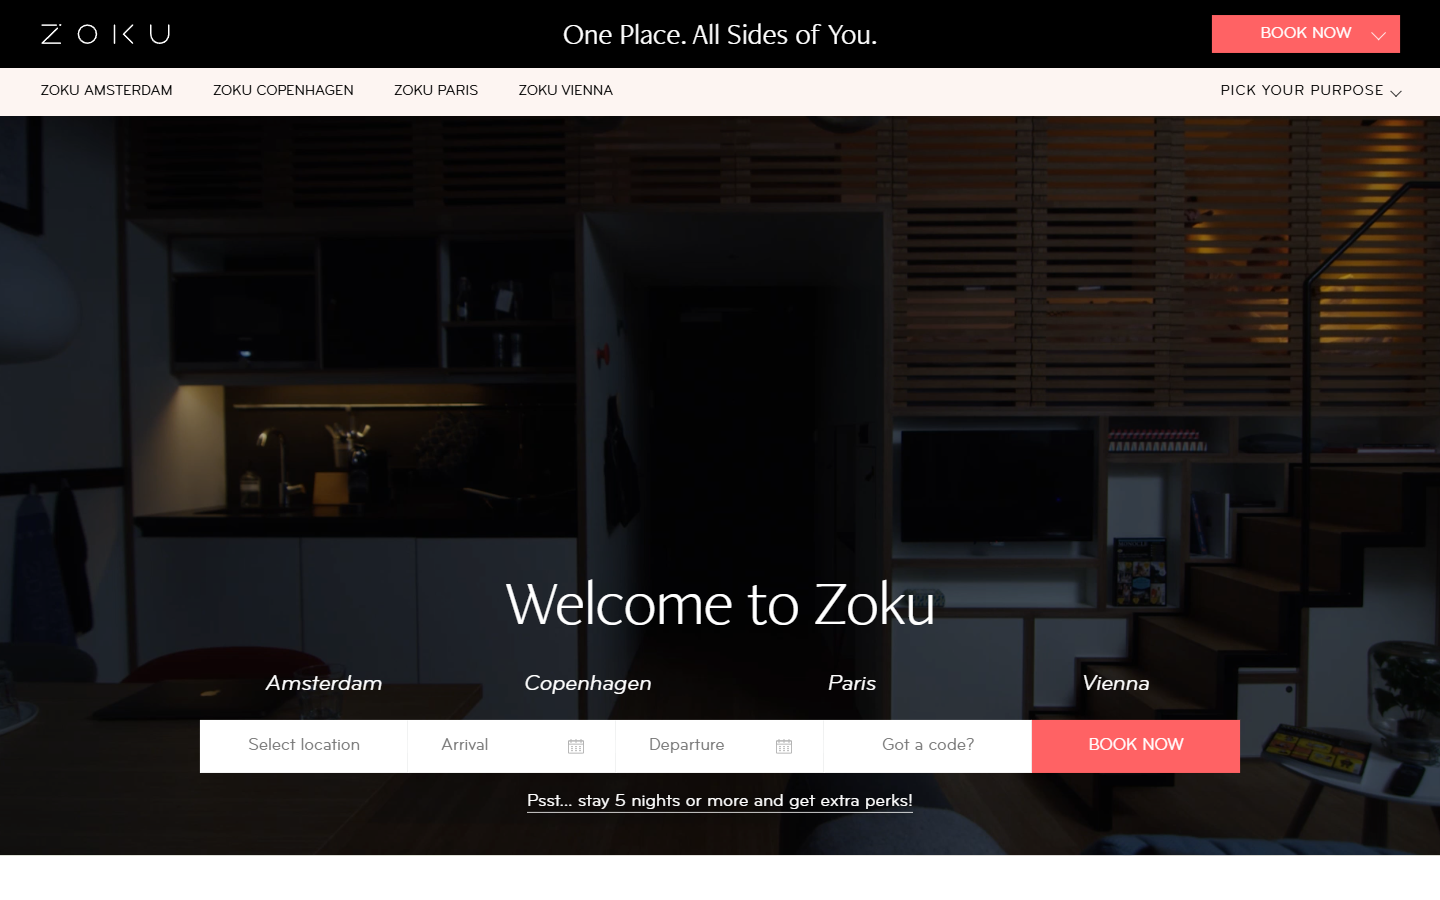 ZOKU
One Place. All Sides of You.
BOOK NOW
ZOKU AMSTERDAM
ZOKU COPENHAGEN
ZOKU PARIS
ZOKU VIENNA
PICK YOUR PURPOSE
Welcome to Zoku
Amsterdam
Copenhagen
Paris
Vienna
Select location
Arrival
Departure
Got a code?
BOOK NOW
Psst... stay 5 nights or more and get extra perks!